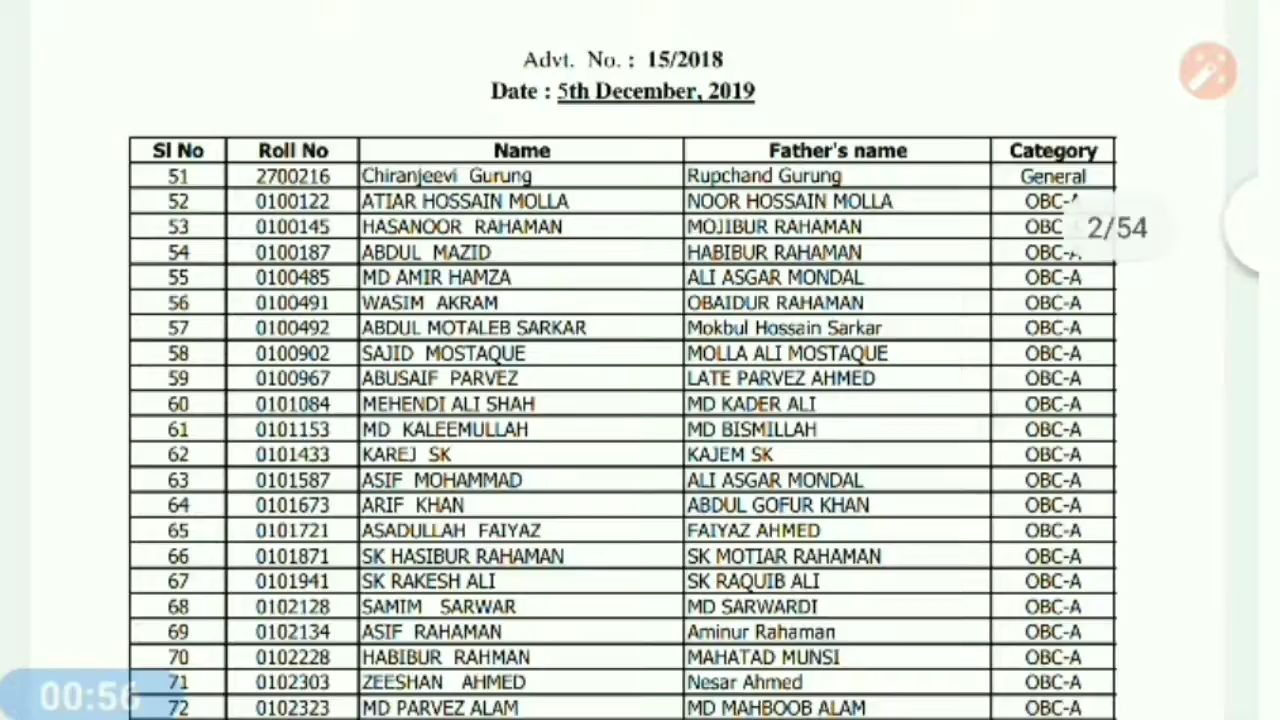 Advt. No. : 15/2018
Date : 5th December, 2019
Sl No Roll No Name Father's name Category
51 2700216 Chiranjeevi Gurung Rupchand Gurung General
52 0100122 ATIAR HOSSAIN MOLLA NOOR HOSSAIN MOLLA OBC-A
53 0100145 HASANOOR RAHAMAN MOJIBUR RAHAMAN OBC 2/54
54 0100187 ABDUL MAZID HABIBUR RAHAMAN OBC-A
55 0100485 MD AMIR HAMZA ALI ASGAR MONDAL OBC-A
56 0100491 WASIM AKRAM OBAIDUR RAHAMAN OBC-A
57 0100492 ABDUL MOTALEB SARKAR Mokbul Hossain Sarkar OBC-A
58 0100902 SAJID MOSTAQUE MOLLA ALI MOSTAQUE OBC-A
59 0100967 ABUSAIF PARVEZ LATE PARVEZ AHMED OBC-A
60 0101084 MEHENDI ALI SHAH MD KADER ALI OBC-A
61 0101153 MD KALEEMULLAH MD BISMILLAH OBC-A
62 0101433 KAREJ SK KAJEM SK OBC-A
63 0101587 ASIF MOHAMMAD ALI ASGAR MONDAL OBC-A
64 0101673 ARIF KHAN ABDUL GOFUR KHAN OBC-A
65 0101721 ASADULLAH FAIYAZ FAIYAZ AHMED OBC-A
66 0101871 SK HASIBUR RAHAMAN SK MOTIAR RAHAMAN OBC-A
67 0101941 SK RAKESH ALI SK RAQUIB ALI OBC-A
68 0102128 SAMIM SARWAR MD SARWARDI OBC-A
69 0102134 ASIF RAHAMAN Aminur Rahaman OBC-A
70 0102228 HABIBUR RAHMAN MAHATAD MUNSI OBC-A
71 0102303 ZEESHAN AHMED Nesar Ahmed OBC-A
72 0102323 MD PARVEZ ALAM MD MAHBOOB ALAM OBC-A
00:56